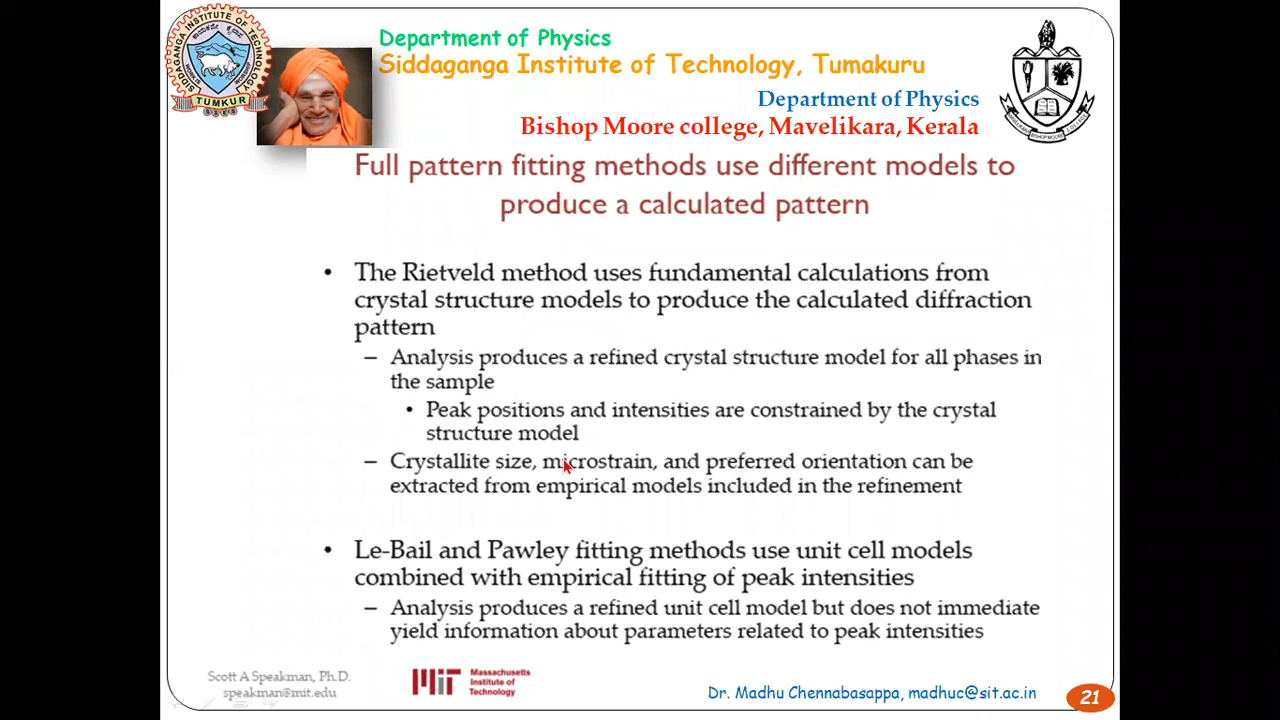 SIDDAGANGA INSTITUTE OF TECHNOLOGY
TUMKUR
Department of Physics
Siddaganga Institute of Technology, Tumakuru
Department of Physics
Bishop Moore college, Mavelikara, Kerala
Full pattern fitting methods use different models to
produce a calculated pattern
• The Rietveld method uses fundamental calculations from
crystal structure models to produce the calculated diffraction
pattern
– Analysis produces a refined crystal structure model for all phases in
the sample
• Peak positions and intensities are constrained by the crystal
structure model
– Crystallite size, microstrain, and preferred orientation can be
extracted from empirical models included in the refinement
• Le-Bail and Pawley fitting methods use unit cell models
combined with empirical fitting of peak intensities
– Analysis produces a refined unit cell model but does not immediate
yield information about parameters related to peak intensities
Scott A Speakman, Ph.D.
speakman@mit.edu
Massachusetts
Institute of
Technology
Dr. Madhu Chennabasappa, madhuc@sit.ac.in
21